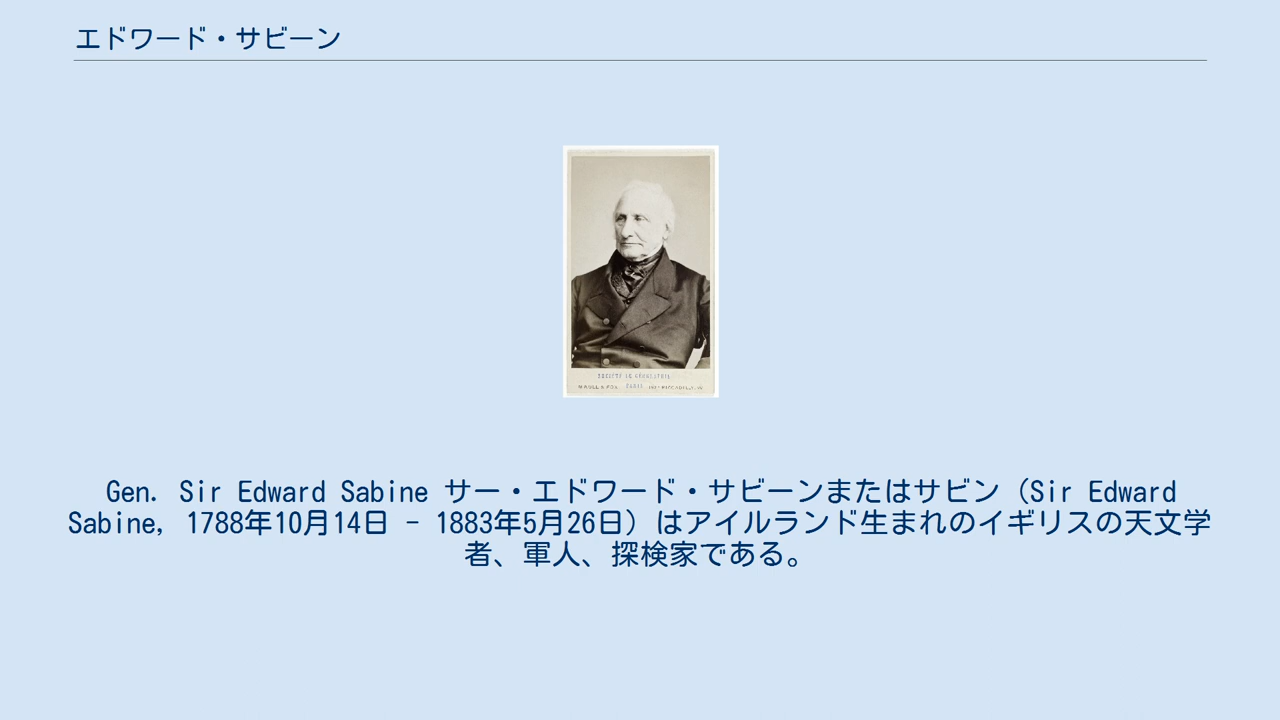 エドワード・サビーン
Gen. Sir Edward Sabine サー・エドワード・サビーンまたはサビン（Sir Edward
Sabine, 1788年10月14日 - 1883年5月26日）はアイルランド生まれのイギリスの天文学
者、軍人、探検家である。